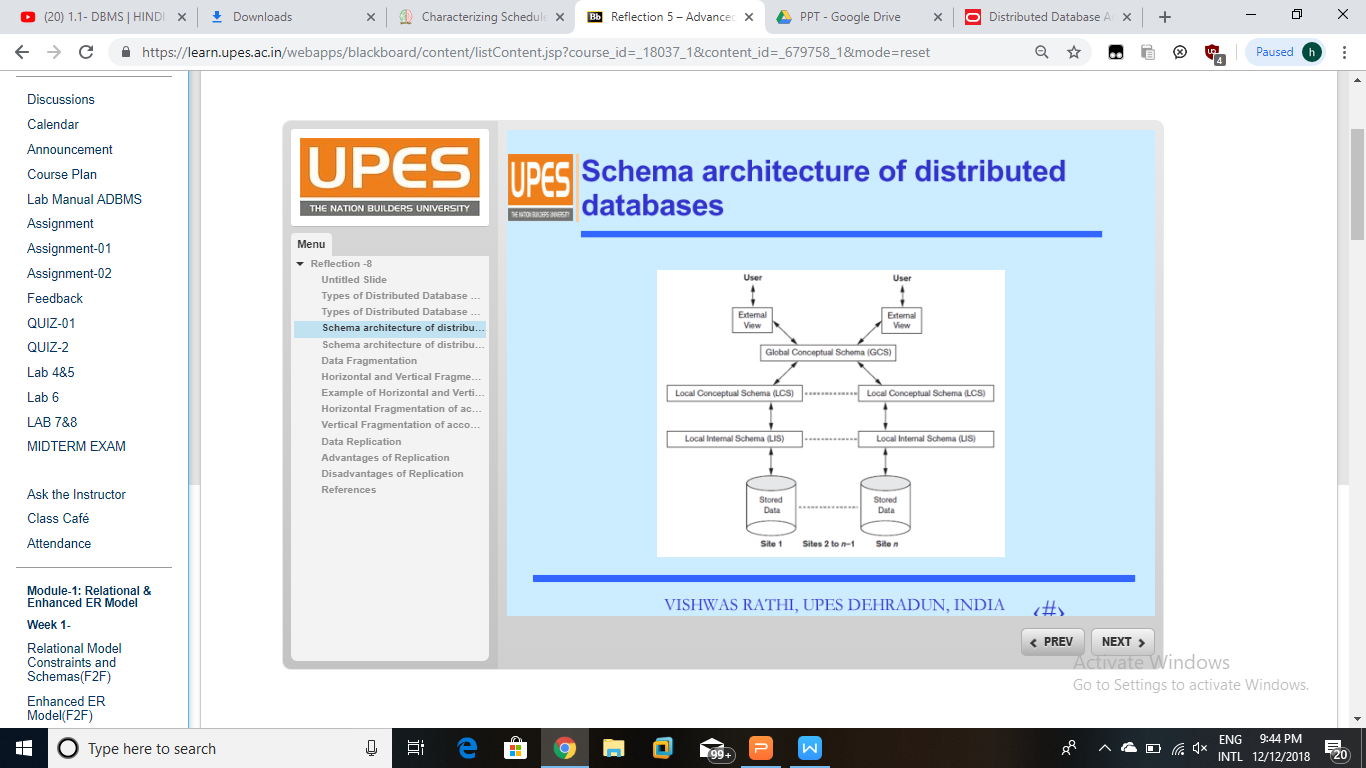 (20) 1.1- DBMS | HINDI
Downloads
Characterizing Schedule
Bb Reflection 5 – Advanced
PPT - Google Drive
Distributed Database A
https://learn.upes.ac.in/webapps/blackboard/content/listContent.jsp?course_id=_18037_1&content_id=_679758_1&mode=reset
4
Paused h
Discussions
Calendar
Announcement
Course Plan
Lab Manual ADBMS
Assignment
Assignment-01
Assignment-02
Feedback
QUIZ-01
QUIZ-2
Lab 4&5
Lab 6
LAB 7&8
MIDTERM EXAM
Ask the Instructor
Class Café
Attendance
Module-1: Relational &
Enhanced ER Model
Week 1-
Relational Model
Constraints and
Schemas(F2F)
Enhanced ER
Model(F2F)
UPES
THE NATION BUILDERS UNIVERSITY
Menu
Reflection -8
Untitled Slide
Types of Distributed Database ...
Types of Distributed Database ...
Schema architecture of distribu...
Schema architecture of distribu...
Data Fragmentation
Horizontal and Vertical Fragme...
Example of Horizontal and Verti...
Horizontal Fragmentation of ac...
Vertical Fragmentation of acco...
Data Replication
Advantages of Replication
Disadvantages of Replication
References
UPES
THE NATION BUILDERS UNIVERSITY
Schema architecture of distributed
databases
User User
External External
View View
Global Conceptual Schema (GCS)
Local Conceptual Schema (LCS) Local Conceptual Schema (LCS)
Local Internal Schema (LIS) Local Internal Schema (LIS)
Stored Stored
Data Data
Site 1 Sites 2 to n–1 Site n
VISHWAS RATHI, UPES DEHRADUN, INDIA ‹#›
PREV NEXT
Activate Windows
Go to Settings to activate Windows.
Type here to search
99+
ENG 9:44 PM
INTL 12/12/2018
20